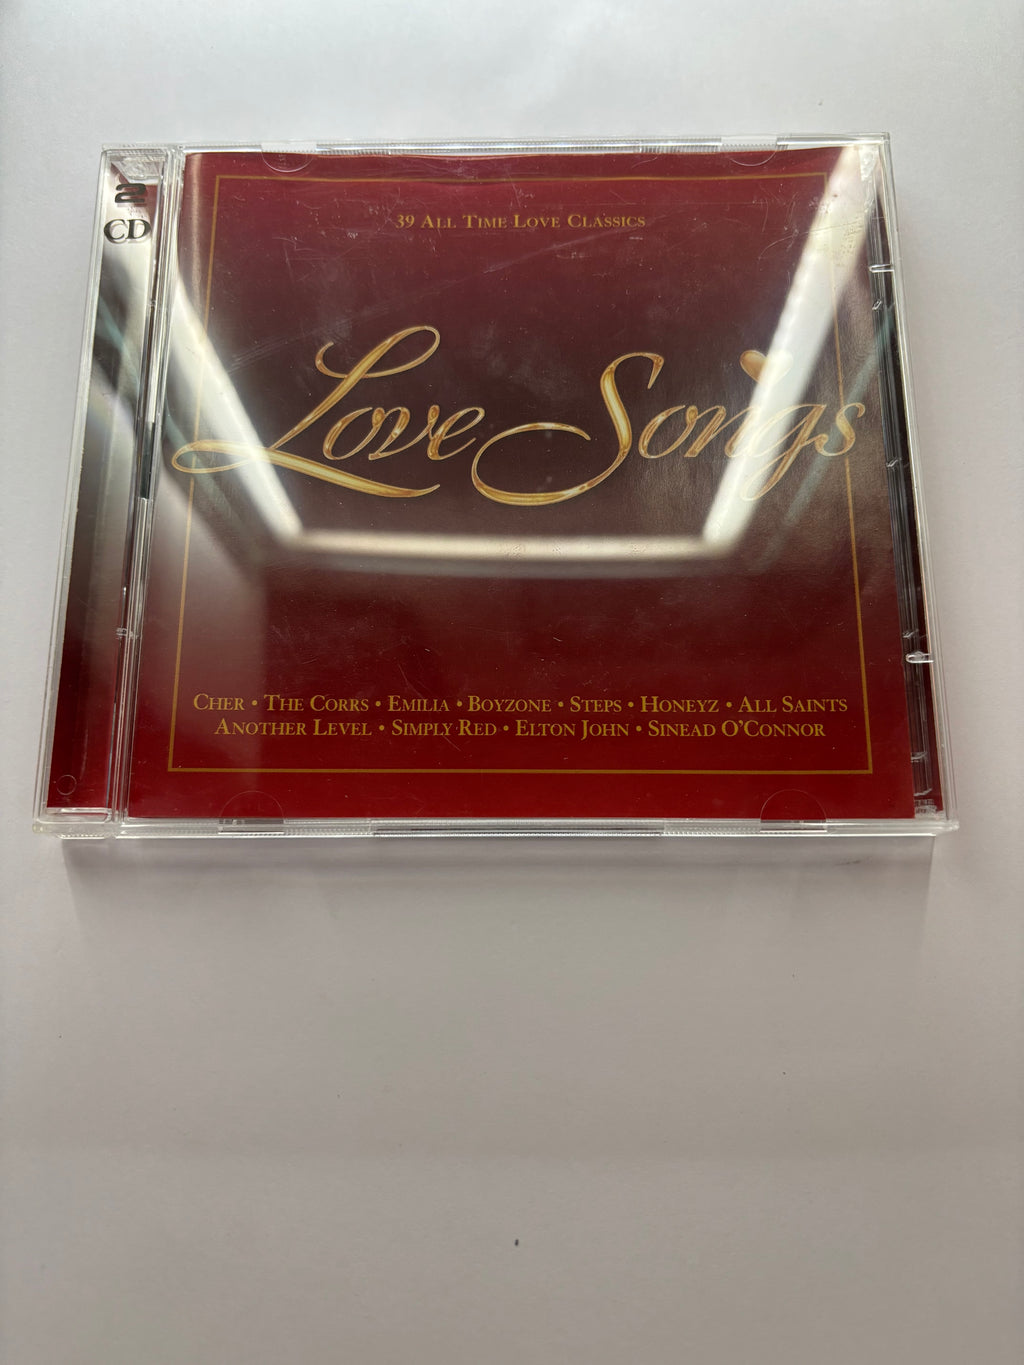 2
CD
39 All Time Love Classics
Love Songs
Cher • The Corrs • Emilia • Boyzone • Steps • Honeyz • All Saints
Another Level • Simply Red • Elton John • Sinead O'Connor